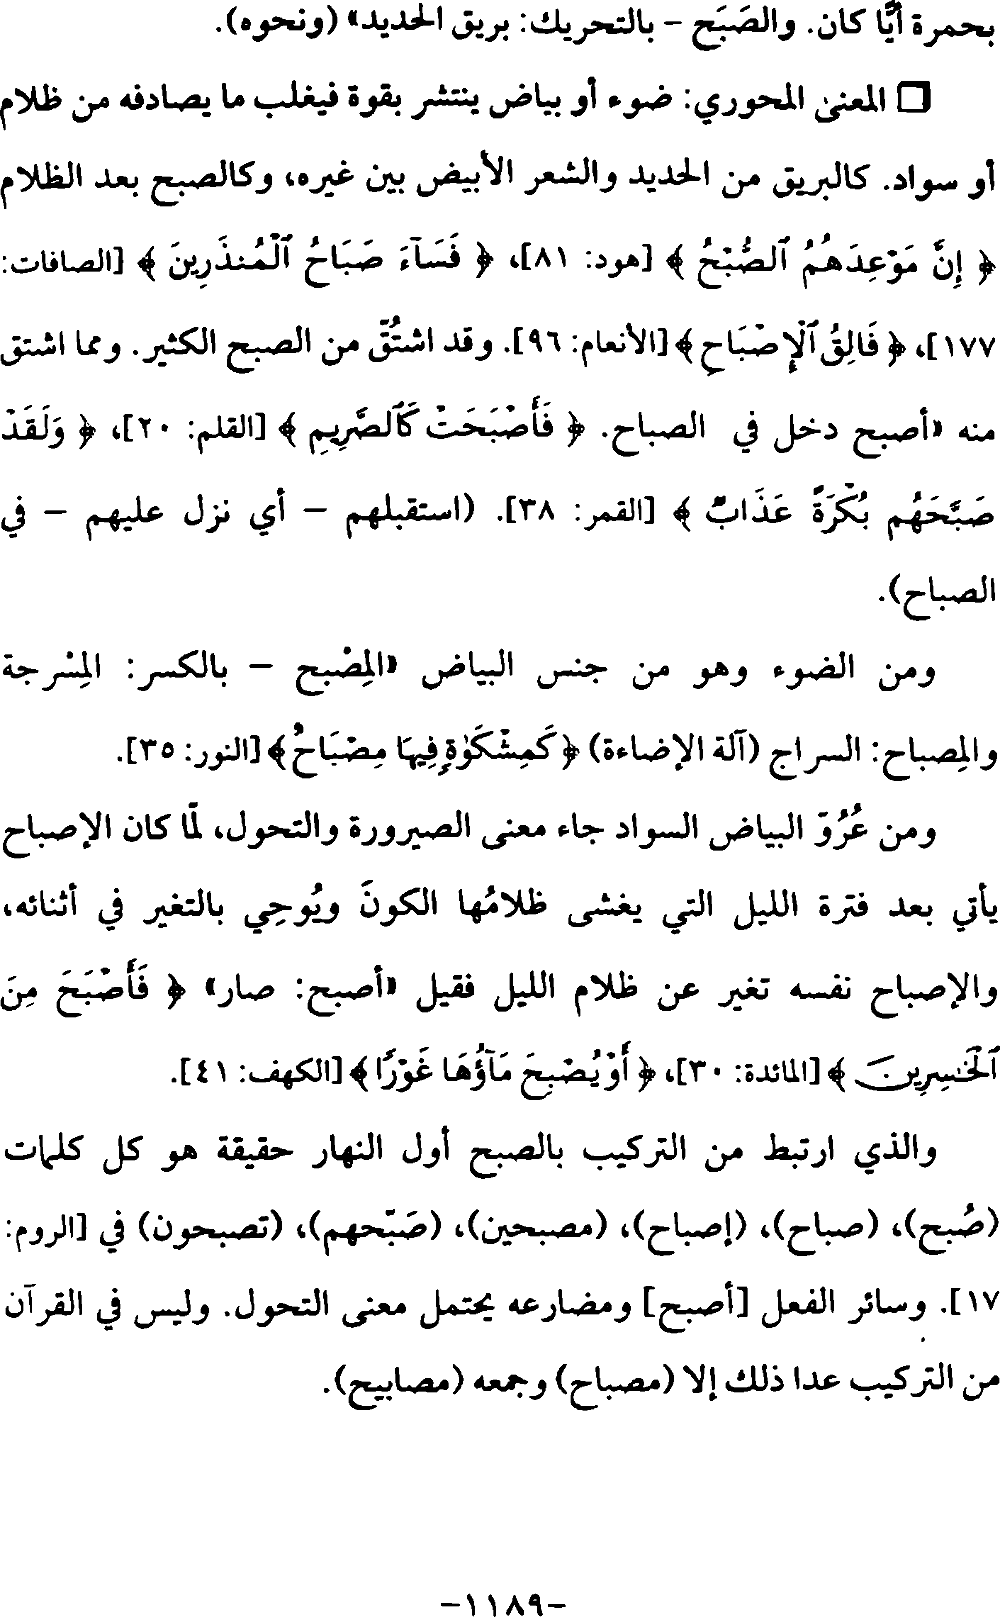 بحمرة أيًّا كان. والصَبَح – بالتحريك: بريق الحديد» (ونحوه).
❑ المعنى المحوري: ضوء أو بياض ينتشر بقوة فيغلب ما يصادفه من ظلام
أو سواد. كالبريق من الحديد والشعر الأبيض بين غيره، وكالصبح بعد الظلام
﴿ إِنَّ مَوْعِدَهُمُ ٱلصُّبْحُ ﴾ [هود: ٨١]، ﴿ فَسَآءَ صَبَاحُ ٱلْمُنذَرِينَ ﴾ [الصافات:
١٧٧]، ﴿ فَالِقُ ٱلْإِصْبَاحِ ﴾ [الأنعام: ٩٦]. وقد اشتُقّ من الصبح الكثير. ومما اشتق
منه «أصبح دخل في الصباح. ﴿ فَأَصْبَحَتْ كَٱلصَّرِيمِ ﴾ [القلم: ٢٠]، ﴿ وَلَقَدْ
صَبَّحَهُم بُكْرَةً عَذَابٌ ﴾ [القمر: ٣٨]. (استقبلهم – أي نزل عليهم – في
الصباح).
ومن الضوء وهو من جنس البياض «المِصْبح – بالكسر: المِسْرجة
والمِصباح: السراج (آلة الإضاءة) ﴿ كَمِشْكَوٰةٍ فِيهَا مِصْبَاحٌ ﴾ [النور: ٣٥].
ومن عُرُوّ البياض السواد جاء معنى الصيرورة والتحول، لمّا كان الإصباح
يأتي بعد فترة الليل التي يغشى ظلامُها الكونَ ويُوحِي بالتغير في أثنائه،
والإصباح نفسه تغير عن ظلام الليل فقيل «أصبح: صار» ﴿ فَأَصْبَحَ مِنَ
ٱلْخَٰسِرِينَ ﴾ [المائدة: ٣٠]، ﴿ أَوْ يُصْبِحَ مَآؤُهَا غَوْرًا ﴾ [الكهف: ٤١].
والذي ارتبط من التركيب بالصبح أول النهار حقيقة هو كل كلمات
(صُبح)، (صباح)، (إصباح)، (مصبحين)، (صَبّحهم)، (تصبحون) في [الروم:
١٧]. وسائر الفعل [أصبح] ومضارعه يحتمل معنى التحول. وليس في القرآن
من التركيب عدا ذلك إلا (مصباح) وجمعه (مصابيح).
-١١٨٩-